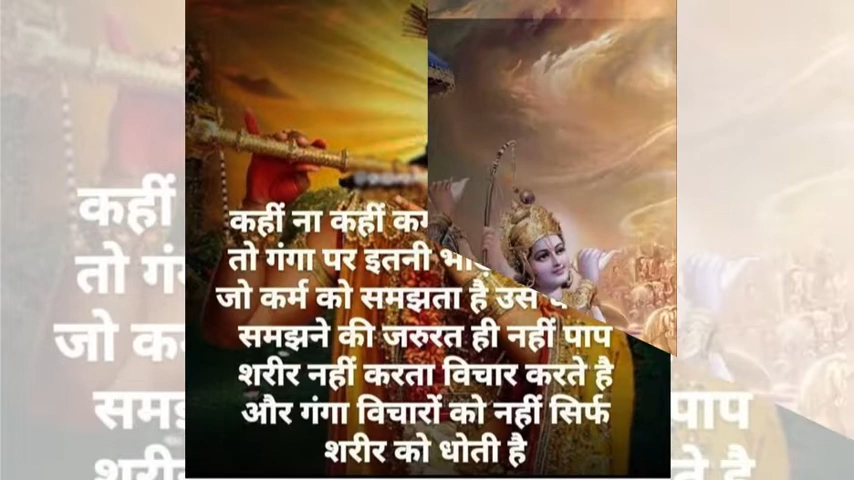 कहीं ना कहीं
तो गंगा पर इतनी
जो कर्म को समझता है उसे
समझने की जरुरत ही नहीं पाप
शरीर नहीं करता विचार करते है
और गंगा विचारों को नहीं सिर्फ
शरीर को धोती है